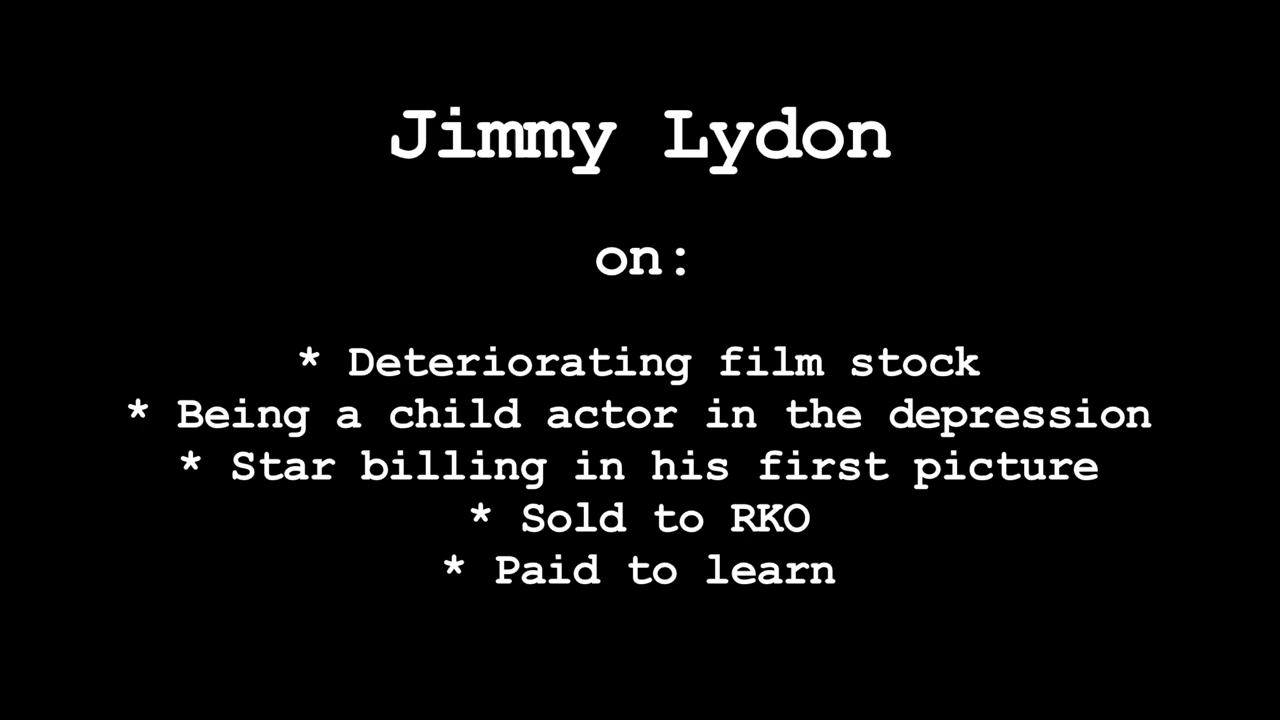 Jimmy Lydon
on:
* Deteriorating film stock
* Being a child actor in the depression
* Star billing in his first picture
* Sold to RKO
* Paid to learn